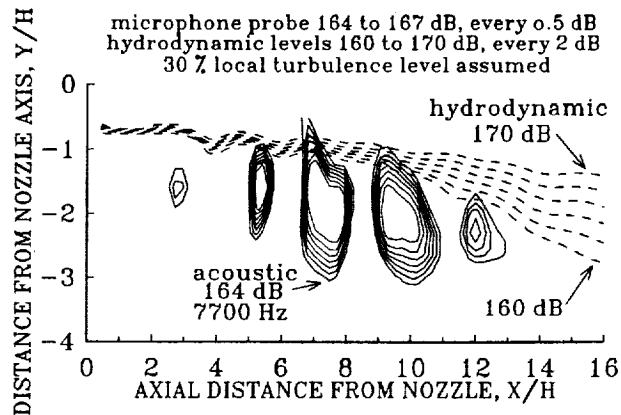 microphone probe 164 to 167 dB, every 0.5 dB
hydrodynamic levels 160 to 170 dB, every 2 dB
30 % local turbulence level assumed
DISTANCE FROM NOZZLE AXIS, Y/H
-0
-1
-2
-3
-4
hydrodynamic
170 dB
acoustic
164 dB
7700 Hz
160 dB
0 2 4 6 8 10 12 14 16
AXIAL DISTANCE FROM NOZZLE, X/H